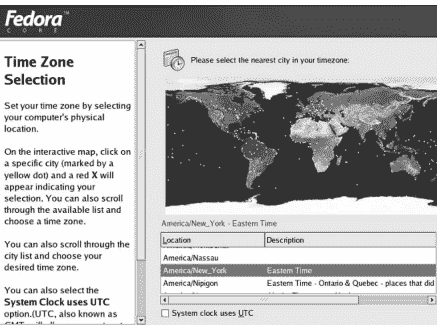 Fedora™
CORE
Time Zone
Selection
Set your time zone by selecting
your computer's physical
location.
On the interactive map, click on
a specific city (marked by a
yellow dot) and a red X will
appear indicating your
selection. You can also scroll
through the available list and
choose a time zone.
You can also scroll through the
city list and choose your
desired time zone.
You can also select the
System Clock uses UTC
option.(UTC, also known as
Please select the nearest city in your timezone:
America/New_York - Eastern Time
Location Description
America/Nassau
America/New_York Eastern Time
America/Nipigon Eastern Time - Ontario & Quebec - places that did
System clock uses UTC